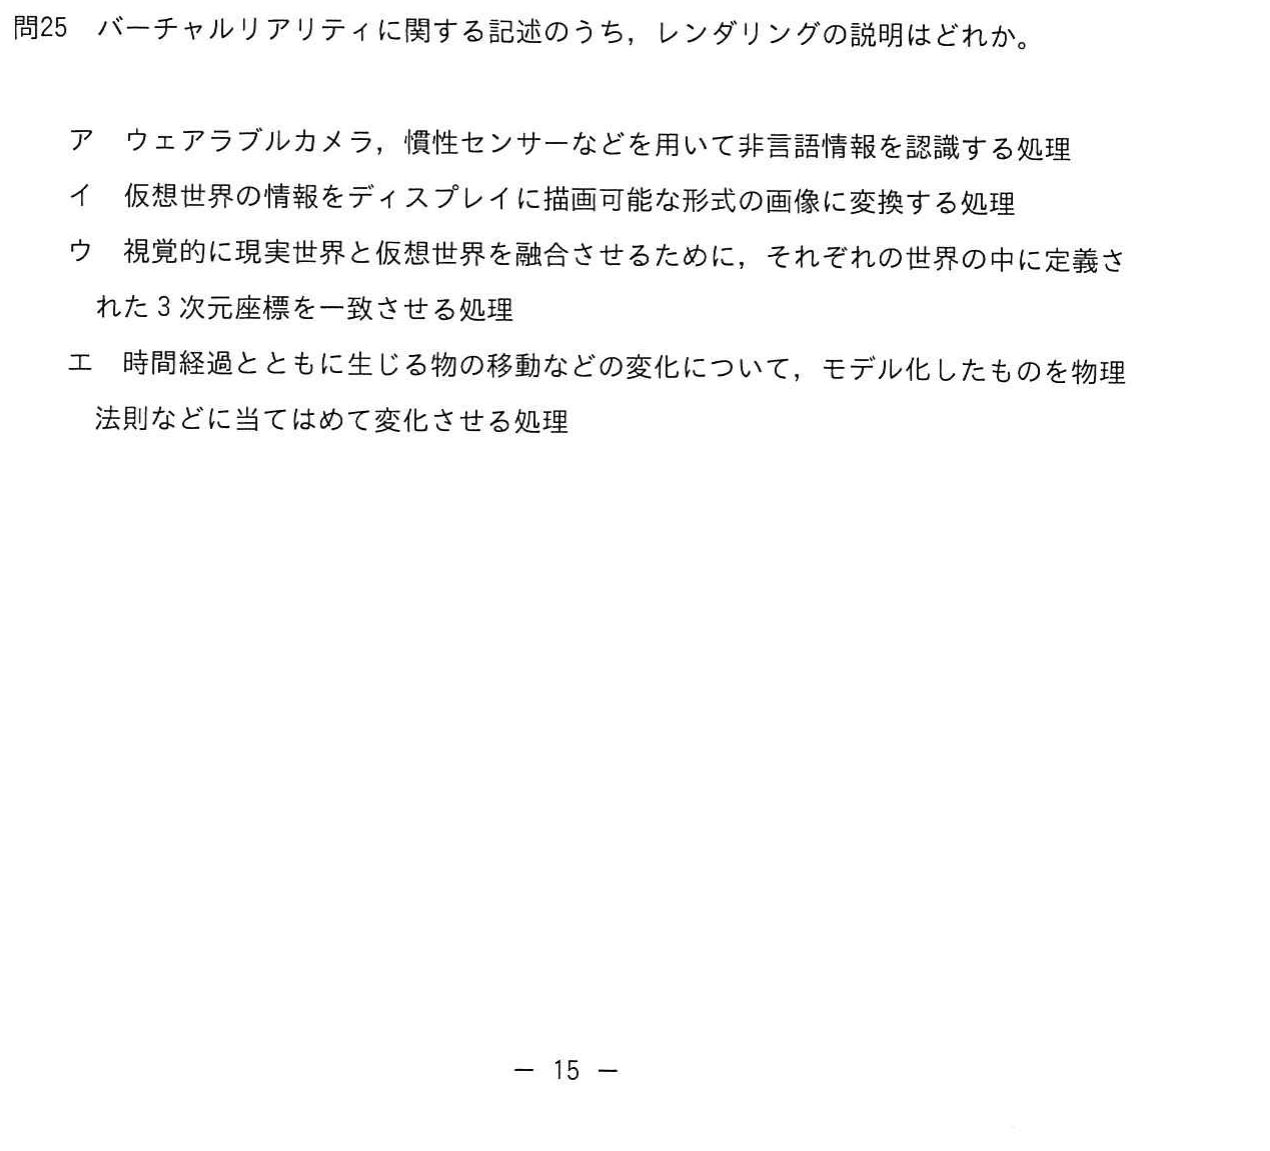 問25 バーチャルリアリティに関する記述のうち，レンダリングの説明はどれか。
ア ウェアラブルカメラ，慣性センサーなどを用いて非言語情報を認識する処理
イ 仮想世界の情報をディスプレイに描画可能な形式の画像に変換する処理
ウ 視覚的に現実世界と仮想世界を融合させるために，それぞれの世界の中に定義さ
れた3次元座標を一致させる処理
エ 時間経過とともに生じる物の移動などの変化について，モデル化したものを物理
法則などに当てはめて変化させる処理
— 15 —